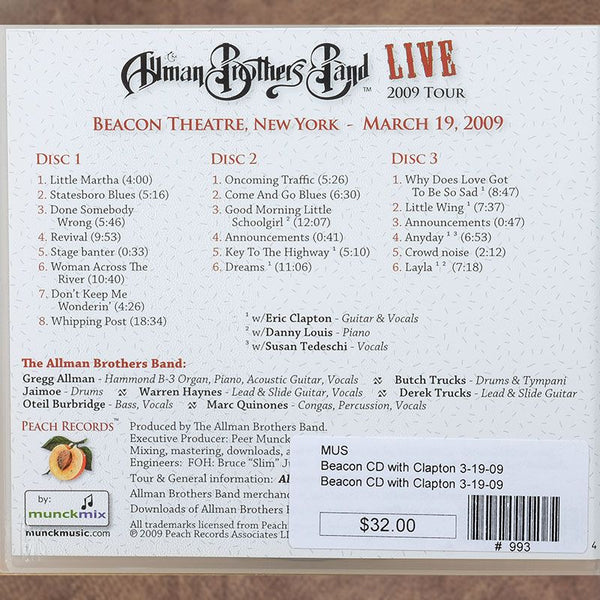 Allman Brothers Band™ LIVE
2009 Tour
Beacon Theatre, New York - March 19, 2009
Disc 1
1. Little Martha (4:00)
2. Statesboro Blues (5:16)
3. Done Somebody
Wrong (5:46)
4. Revival (9:53)
5. Stage banter (0:33)
6. Woman Across The
River (10:40)
7. Don't Keep Me
Wonderin' (4:26)
8. Whipping Post (18:34)
Disc 2
1. Oncoming Traffic (5:26)
2. Come And Go Blues (6:30)
3. Good Morning Little
Schoolgirl ² (12:07)
4. Announcements (0:41)
5. Key To The Highway ¹ (5:10)
6. Dreams ¹ (11:06)
Disc 3
1. Why Does Love Got
To Be So Sad ¹ (8:47)
2. Little Wing ¹ (7:37)
3. Announcements (0:47)
4. Anyday ¹ ³ (6:53)
5. Crowd noise (2:12)
6. Layla ¹ ² (7:18)
¹ w/Eric Clapton - Guitar & Vocals
² w/Danny Louis - Piano
³ w/Susan Tedeschi - Vocals
The Allman Brothers Band:
Gregg Allman - Hammond B-3 Organ, Piano, Acoustic Guitar, Vocals Butch Trucks - Drums & Tympani
Jaimoe - Drums Warren Haynes - Lead & Slide Guitar, Vocals Derek Trucks - Lead & Slide Guitar
Oteil Burbridge - Bass, Vocals Marc Quinones - Congas, Percussion, Vocals
Peach Records™
by:
munckmix
munckmusic.com
Produced by The Allman Brothers Band.
Executive Producer: Peer Munck
Mixing, mastering, downloads, a
Engineers: FOH: Bruce "Slim" Ju
Tour & General information: Al
Allman Brothers Band merchan
Downloads of Allman Brothers B
All trademarks licensed from Peach
© 2009 Peach Records Associates LL
MUS
Beacon CD with Clapton 3-19-09
Beacon CD with Clapton 3-19-09
$32.00
# 993
4